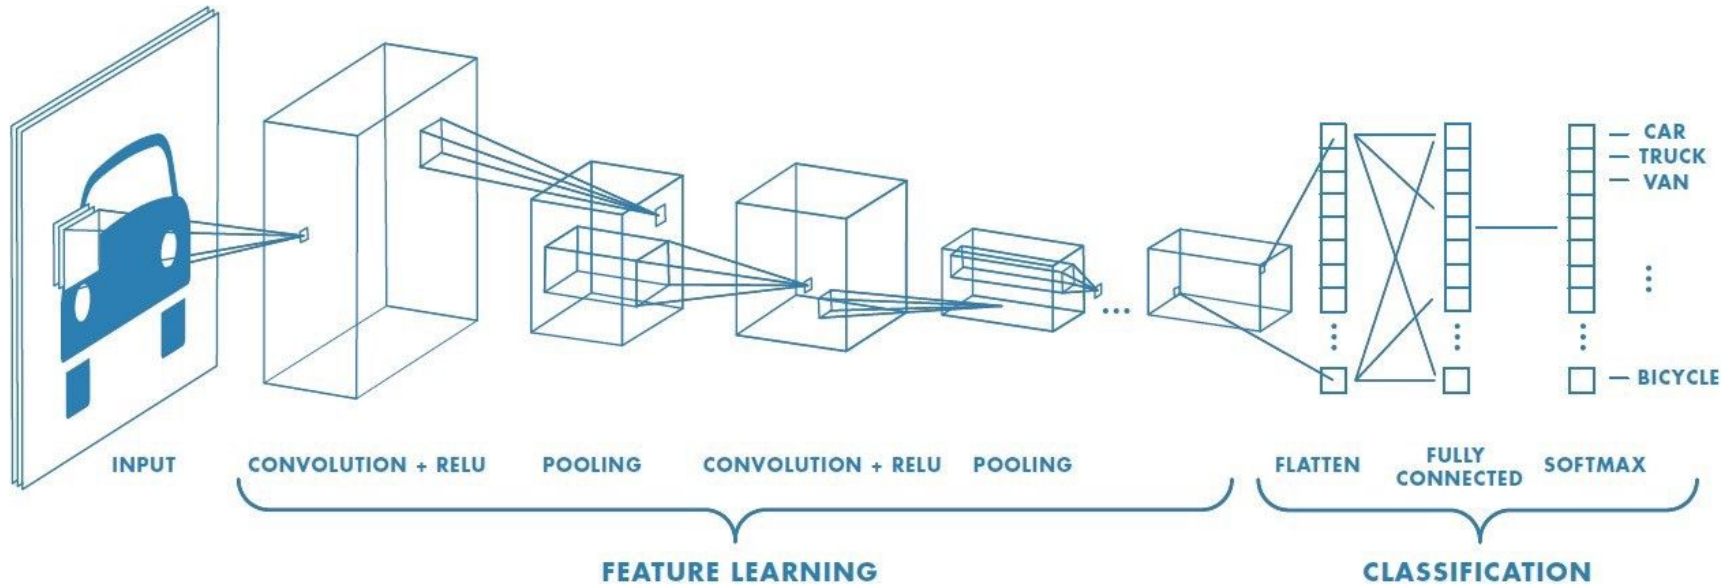 CAR
TRUCK
VAN
BICYCLE
INPUT
CONVOLUTION + RELU
POOLING
CONVOLUTION + RELU
POOLING
FLATTEN
FULLY
CONNECTED
SOFTMAX
FEATURE LEARNING
CLASSIFICATION